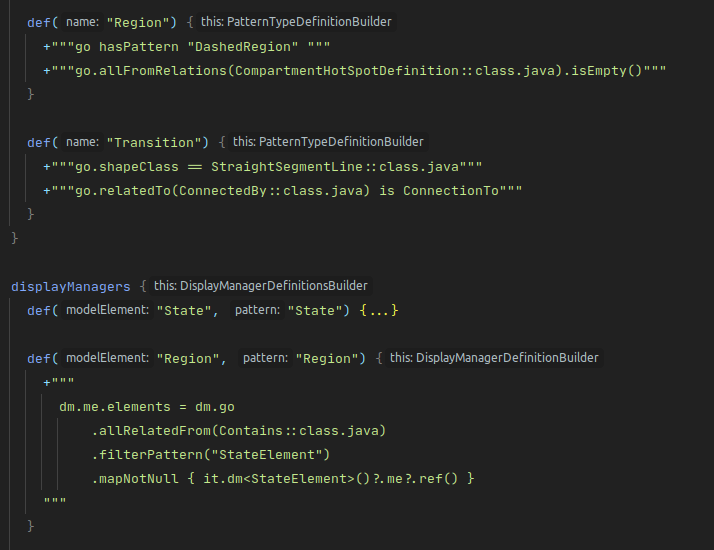 def( name: "Region") { this: PatternTypeDefinitionBuilder
+"""go hasPattern "DashedRegion" """
+"""go.allFromRelations(CompartmentHotSpotDefinition::class.java).isEmpty()"""
}
def( name: "Transition") { this: PatternTypeDefinitionBuilder
+"""go.shapeClass == StraightSegmentLine::class.java"""
+"""go.relatedTo(ConnectedBy::class.java) is ConnectionTo"""
}
}
displayManagers { this: DisplayManagerDefinitionsBuilder
def( modelElement: "State", pattern: "State") {...}
def( modelElement: "Region", pattern: "Region") { this: DisplayManagerDefinitionBuilder
+"""
dm.me.elements = dm.go
.allRelatedFrom(Contains::class.java)
.filterPattern("StateElement")
.mapNotNull { it.dm<StateElement>()?.me?.ref() }
"""
}